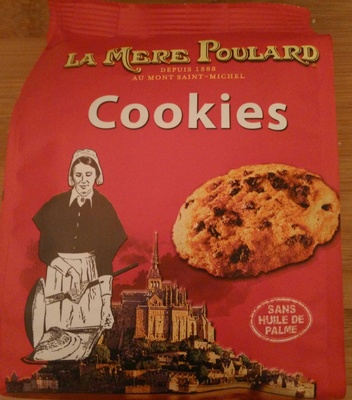 LA MERE POULARD
DEPUIS 1888
AU MONT SAINT-MICHEL
Cookies
SANS
HUILE DE
PALME